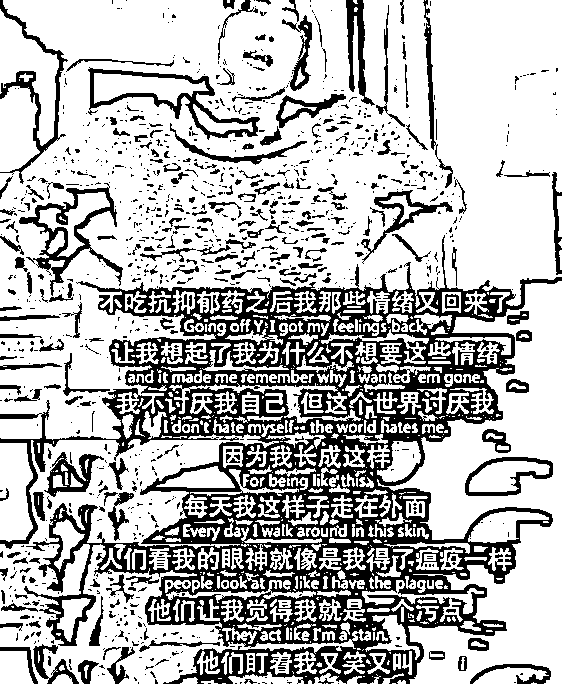 不吃抗抑郁药之后我那些情绪又回来了
Going off Y, I got my feelings back,
让我想起了我为什么不想要这些情绪
and it made me remember why I wanted 'em gone.
我不讨厌我自己 但这个世界讨厌我
I don't hate myself-- the world hates me.
因为我长成这样
For being like this.
每天我这样子走在外面
Every day I walk around in this skin,
人们看我的眼神就像是我得了瘟疫一样
people look at me like I have the plague.
他们让我觉得我就是一个污点
They act like I'm a stain.
他们盯着我又笑又叫